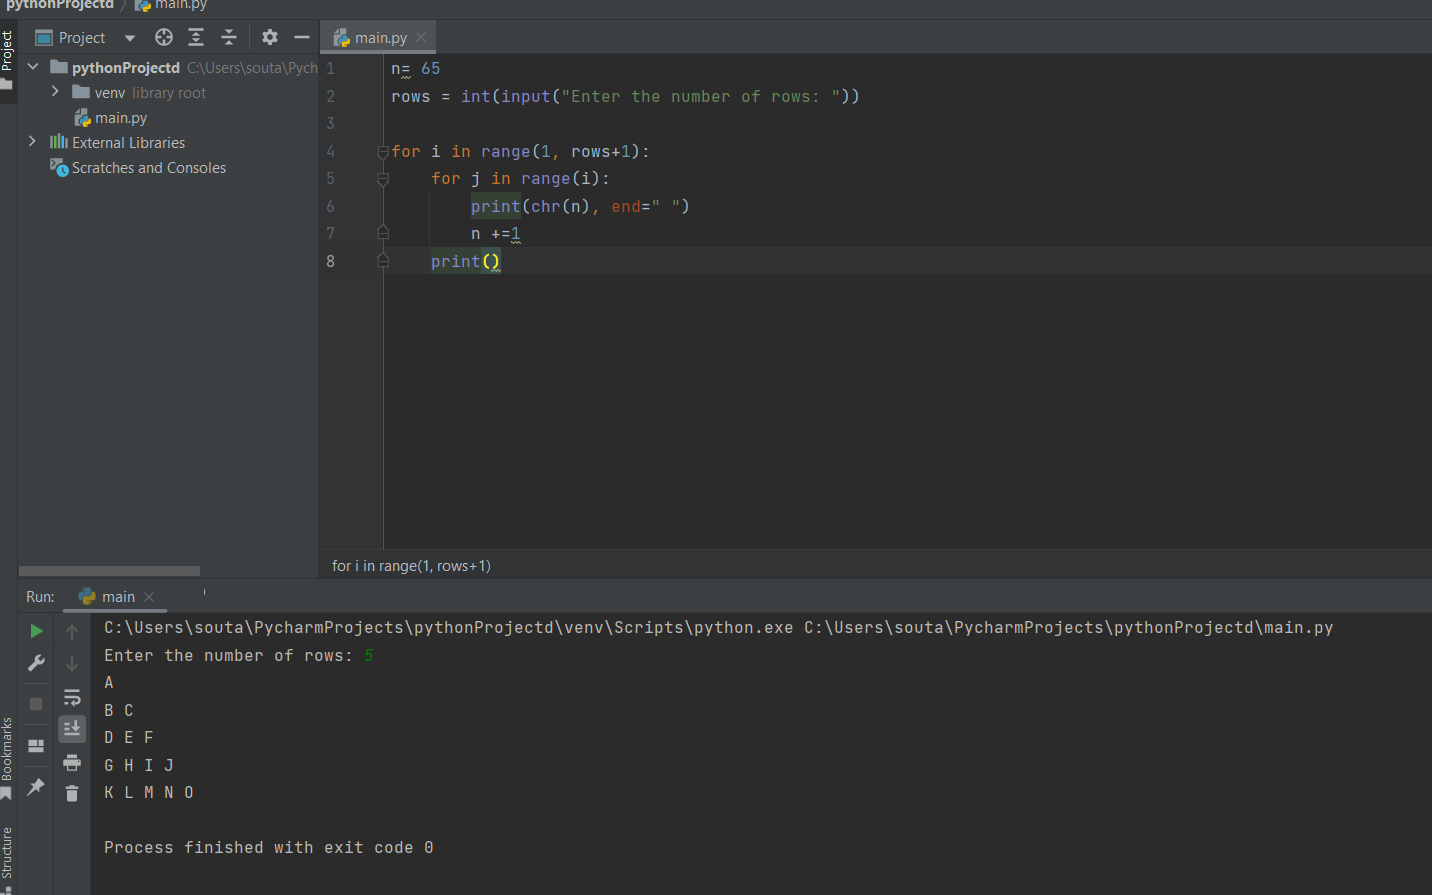 pythonProjectd main.py
Project
Project
main.py
pythonProjectd C:\Users\souta\Pych
venv library root
main.py
External Libraries
Scratches and Consoles
1 n= 65
2 rows = int(input("Enter the number of rows: "))
3
4 for i in range(1, rows+1):
5 for j in range(i):
6 print(chr(n), end=" ")
7 n +=1
8 print()
for i in range(1, rows+1)
Run: main
C:\Users\souta\PycharmProjects\pythonProjectd\venv\Scripts\python.exe C:\Users\souta\PycharmProjects\pythonProjectd\main.py
Enter the number of rows: 5
A
B C
D E F
G H I J
K L M N O
Process finished with exit code 0
Bookmarks
Structure